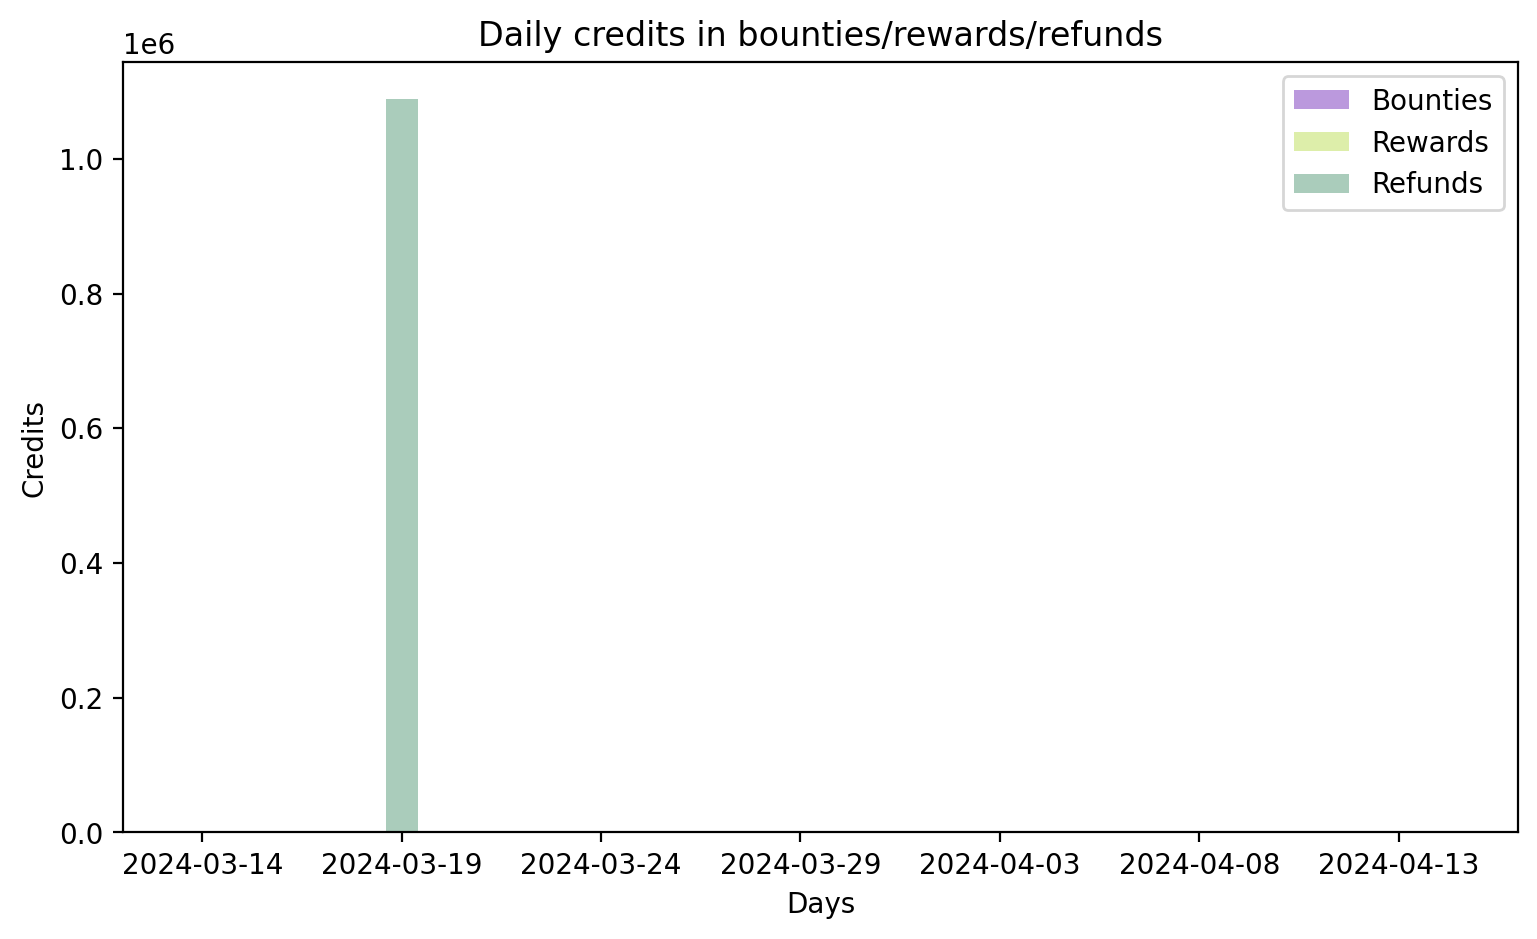 Daily credits in bounties/rewards/refunds
1e6
Bounties
Rewards
Refunds
1.0
0.8
0.6
0.4
0.2
0.0
Credits
2024-03-14 2024-03-19 2024-03-24 2024-03-29 2024-04-03 2024-04-08 2024-04-13
Days